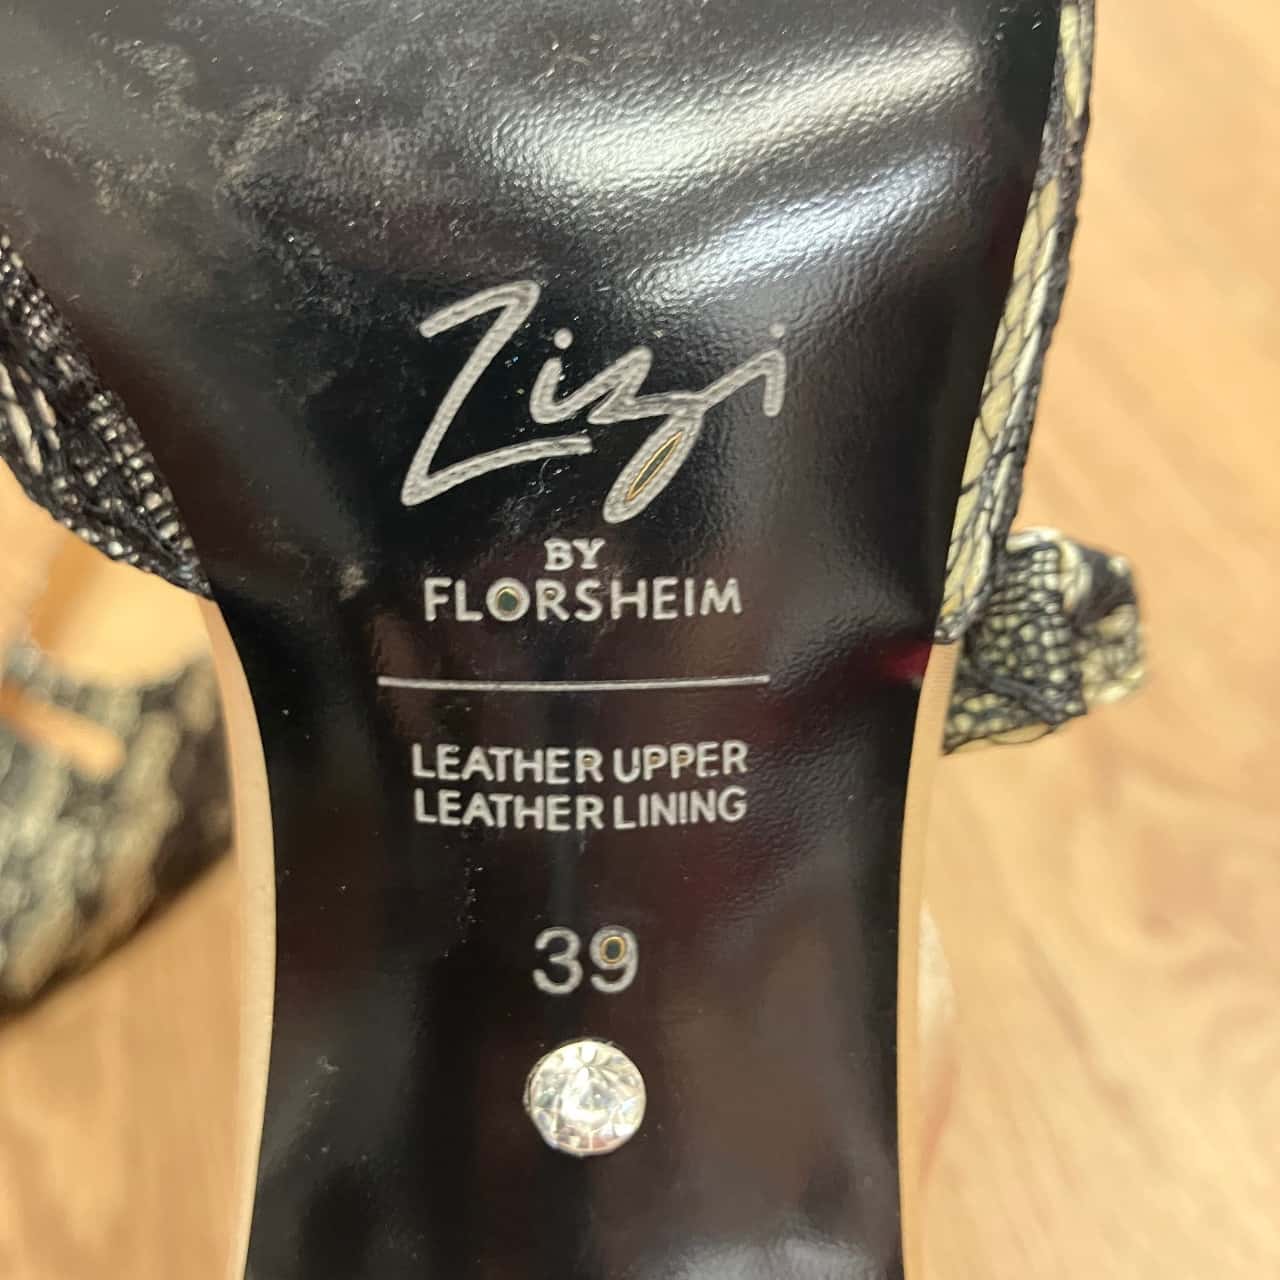 Zizi
BY
FLORSHEIM
LEATHER UPPER
LEATHER LINING
39